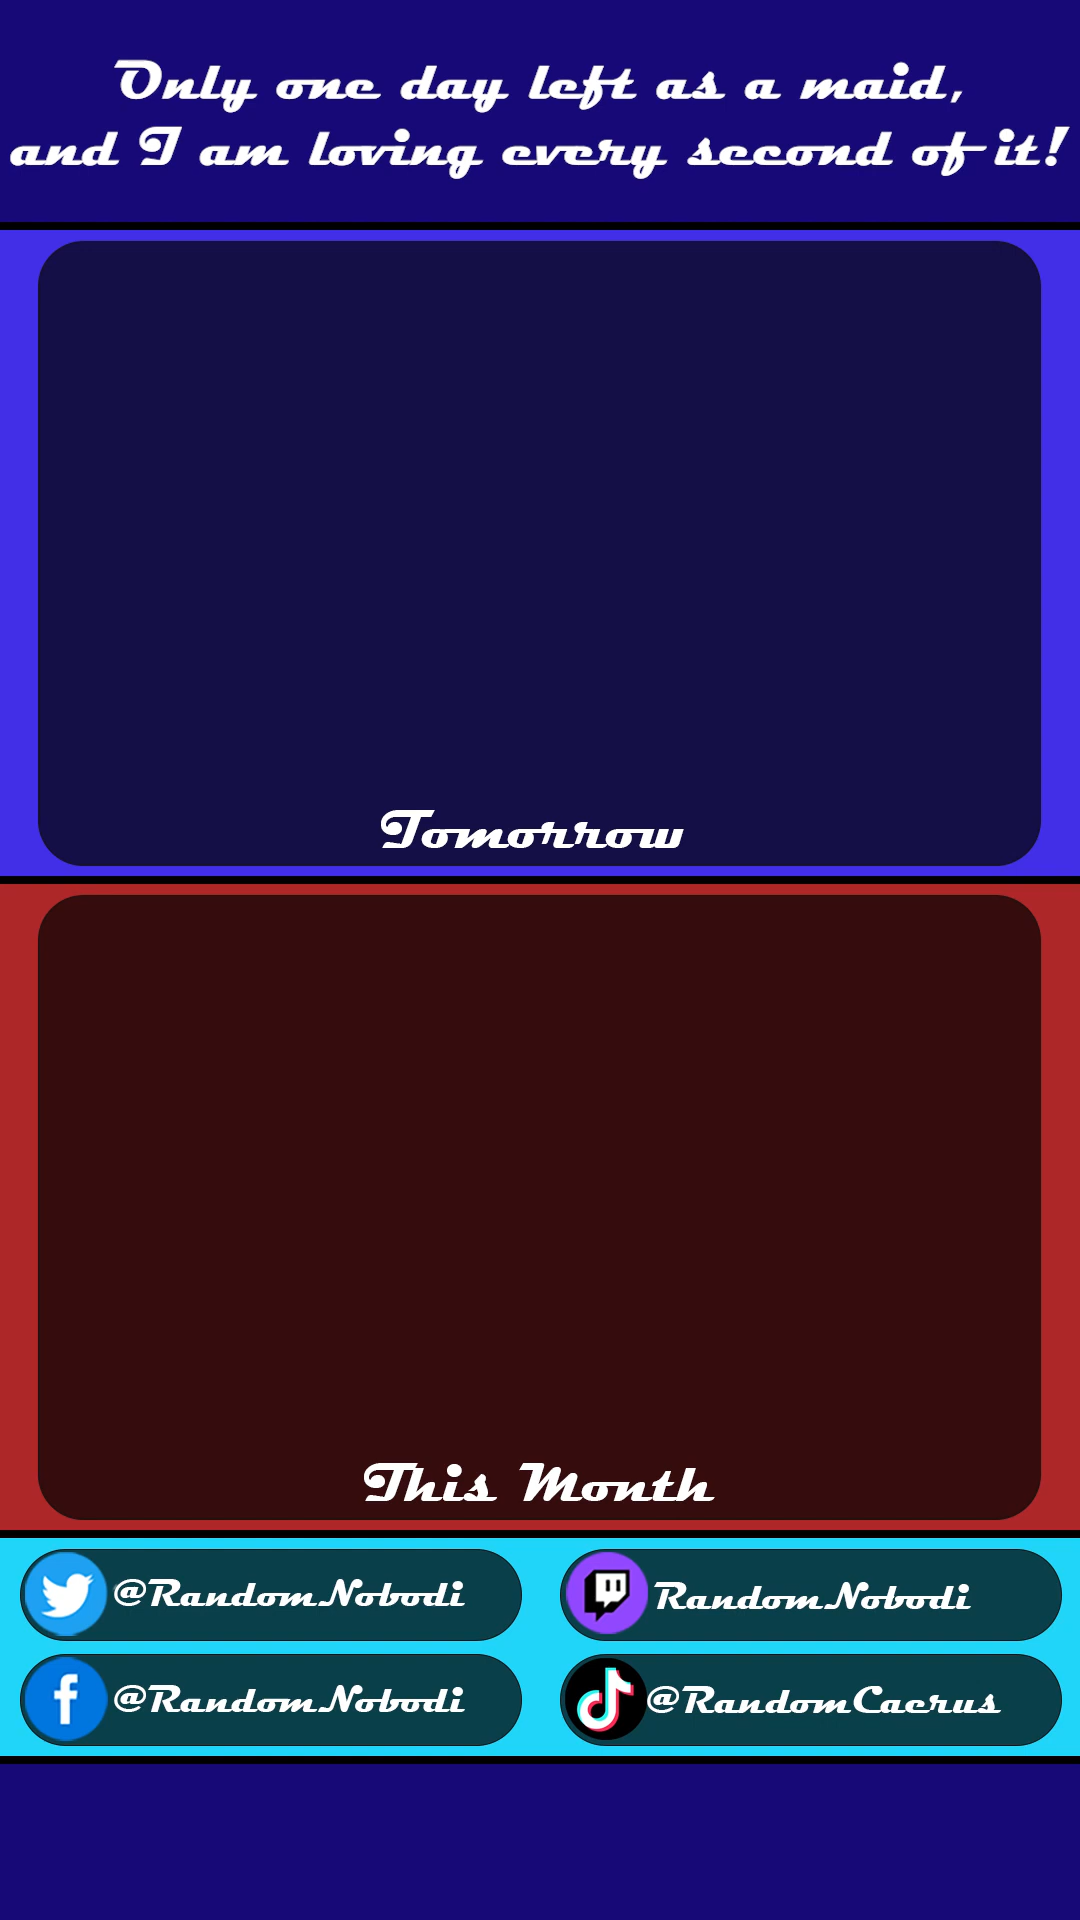 Only one day left as a maid,
and I am loving every second of it!
Tomorrow
This Month
@RandomNobodi
RandomNobodi
@RandomNobodi
@RandomCaerus